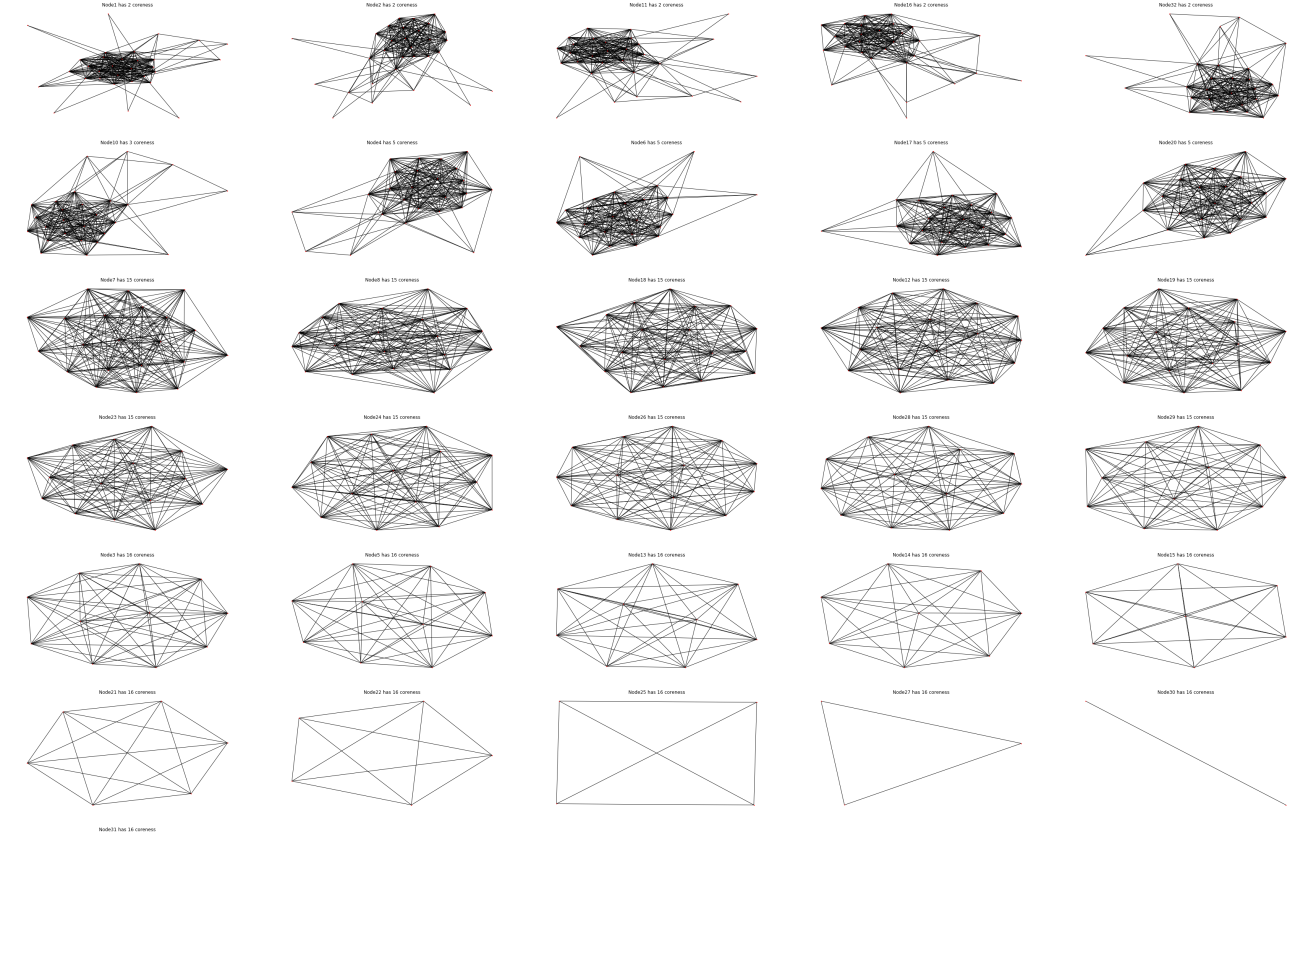 Node1 has 2 coreness
Node2 has 2 coreness
Node11 has 2 coreness
Node16 has 2 coreness
Node32 has 2 coreness
Node10 has 3 coreness
Node4 has 5 coreness
Node6 has 5 coreness
Node17 has 5 coreness
Node20 has 5 coreness
Node7 has 15 coreness
Node8 has 15 coreness
Node18 has 15 coreness
Node12 has 15 coreness
Node19 has 15 coreness
Node23 has 15 coreness
Node24 has 15 coreness
Node26 has 15 coreness
Node28 has 15 coreness
Node29 has 15 coreness
Node3 has 16 coreness
Node5 has 16 coreness
Node13 has 16 coreness
Node14 has 16 coreness
Node15 has 16 coreness
Node21 has 16 coreness
Node22 has 16 coreness
Node25 has 16 coreness
Node27 has 16 coreness
Node30 has 16 coreness
Node31 has 16 coreness